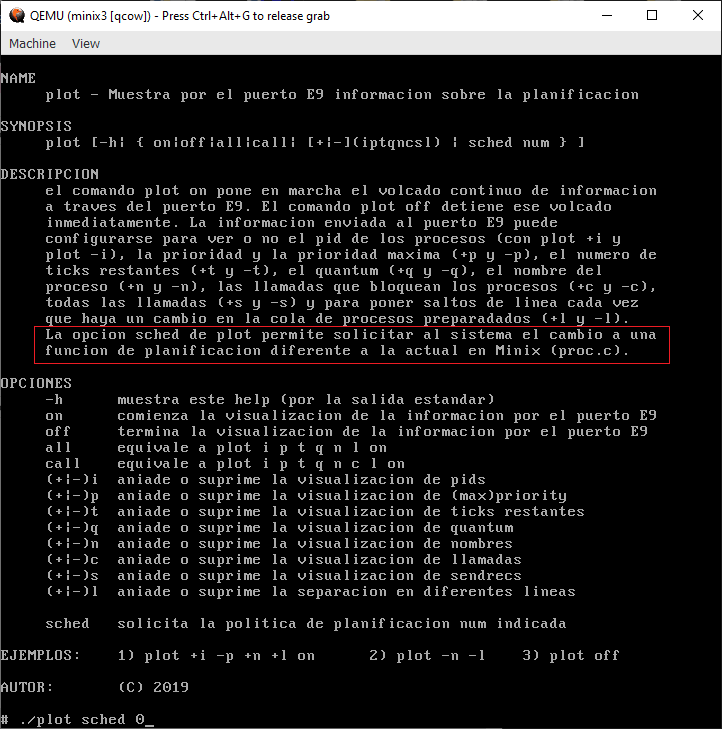 QEMU (minix3 [qcow]) - Press Ctrl+Alt+G to release grab
Machine View
NAME
plot - Muestra por el puerto E9 informacion sobre la planificacion
SYNOPSIS
plot [-h¦ { on¦off¦all¦call¦ [+¦-](iptqncsl) ¦ sched num } ]
DESCRIPCION
el comando plot on pone en marcha el volcado continuo de informacion
a traves del puerto E9. El comando plot off detiene ese volcado
inmediatamente. La informacion enviada al puerto E9 puede
configurarse para ver o no el pid de los procesos (con plot +i y
plot -i), la prioridad y la prioridad maxima (+p y -p), el numero de
ticks restantes (+t y -t), el quantum (+q y -q), el nombre del
proceso (+n y -n), las llamadas que bloquean los procesos (+c y -c),
todas las llamadas (+s y -s) y para poner saltos de linea cada vez
que haya un cambio en la cola de procesos preparadados (+l y -l).
La opcion sched de plot permite solicitar al sistema el cambio a una
funcion de planificacion diferente a la actual en Minix (proc.c).
OPCIONES
-h muestra este help (por la salida estandar)
on comienza la visualizacion de la informacion por el puerto E9
off termina la visualizacion de la informacion por el puerto E9
all equivale a plot i p t q n l on
call equivale a plot i p t q n c l on
(+¦-)i aniade o suprime la visualizacion de pids
(+¦-)p aniade o suprime la visualizacion de (max)priority
(+¦-)t aniade o suprime la visualizacion de ticks restantes
(+¦-)q aniade o suprime la visualizacion de quantum
(+¦-)n aniade o suprime la visualizacion de nombres
(+¦-)c aniade o suprime la visualizacion de llamadas
(+¦-)s aniade o suprime la visualizacion de sendrecs
(+¦-)l aniade o suprime la separacion en diferentes lineas
sched solicita la politica de planificacion num indicada
EJEMPLOS: 1) plot +i -p +n +l on 2) plot -n -l 3) plot off
AUTOR: (C) 2019
# ./plot sched 0_